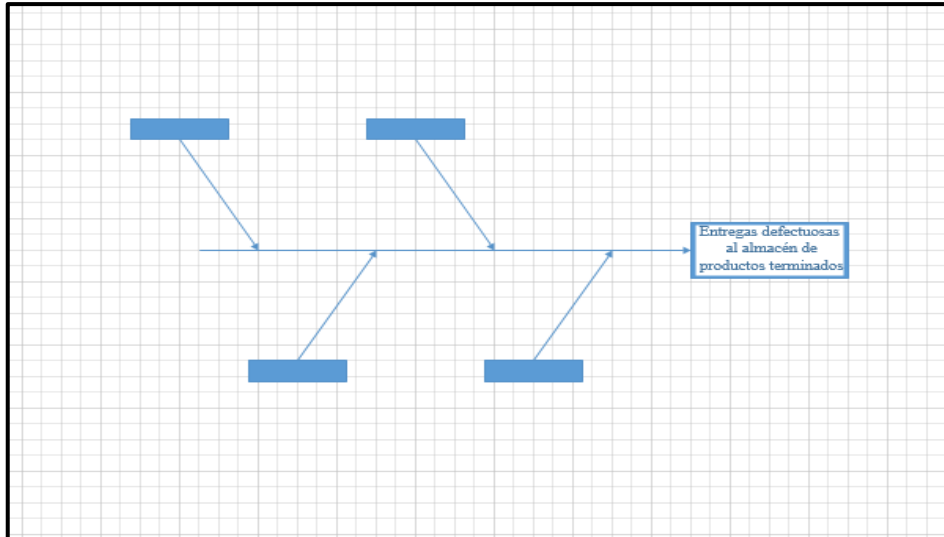 Entregas defectuosas
al almacén de
productos terminados